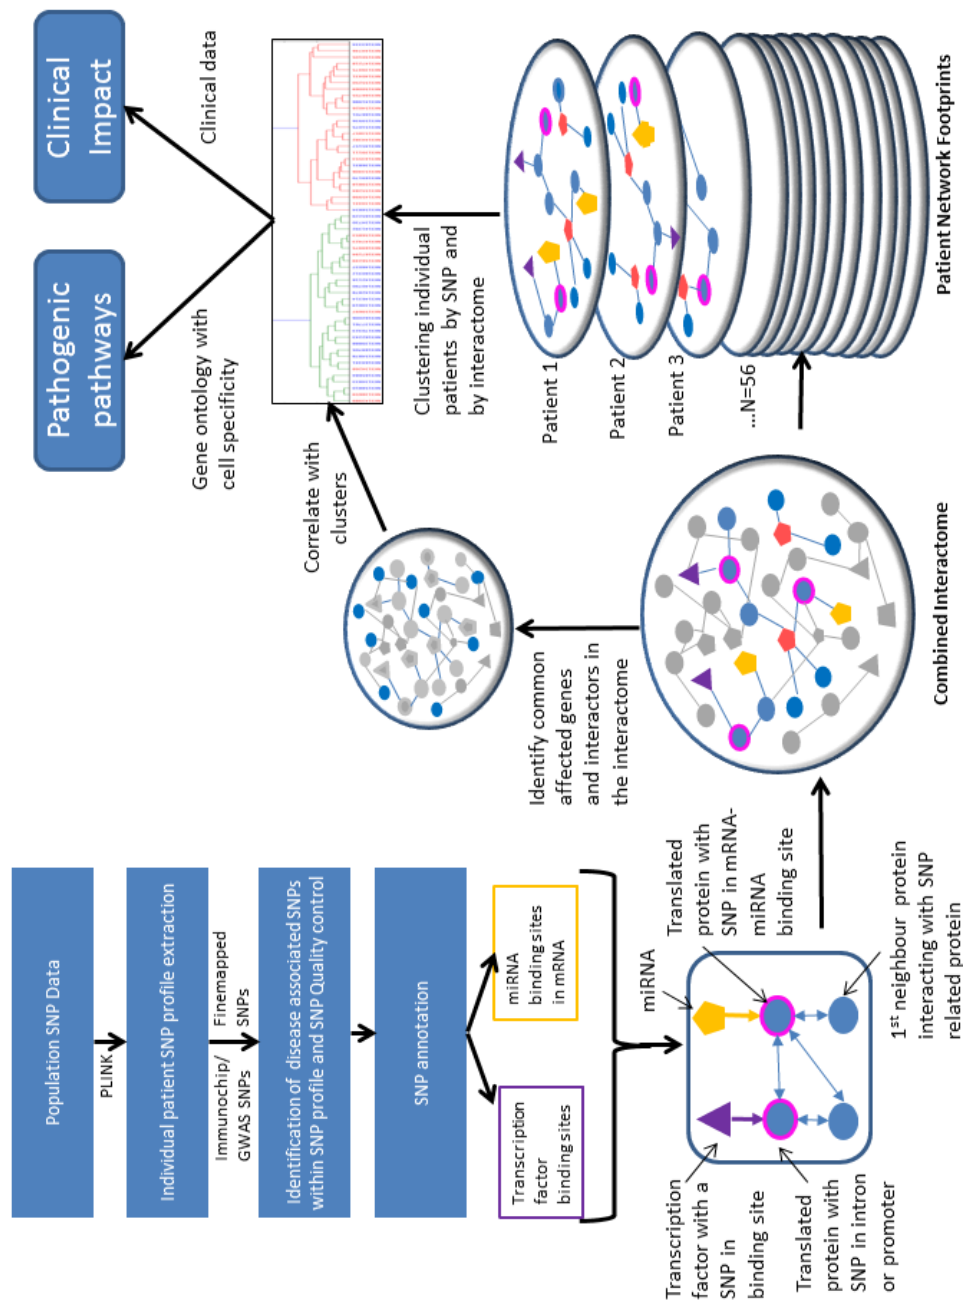 Population SNP Data
PLINK
Individual patient SNP profile extraction
Immunochip/
GWAS SNPs
Finemapped
SNPs
Identification of disease associated SNPs
within SNP profile and SNP Quality control
SNP annotation
Transcription
factor
binding sites
miRNA
binding sites
in mRNA
Transcription
factor with a
SNP in
binding site
Translated
protein with
SNP in intron
or promoter
miRNA
Translated
protein with
SNP in mRNA-
miRNA
binding site
1st neighbour protein
interacting with SNP
related protein
Combined Interactome
Identify common
affected genes
and interactors in
the interactome
Correlate with
clusters
Patient 1
Patient 2
Patient 3
...N=56
Patient Network Footprints
Clustering individual
patients by SNP and
by interactome
Gene ontology with
cell specificity
Clinical data
Pathogenic
pathways
Clinical
Impact